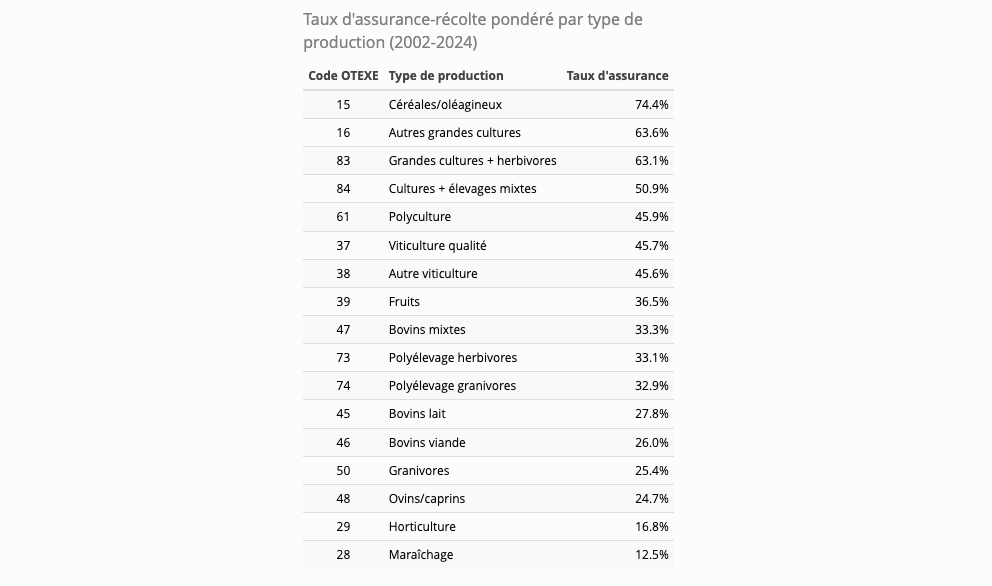 Taux d'assurance-récolte pondéré par type de
production (2002-2024)
Code OTEXE Type de production Taux d'assurance
15 Céréales/oléagineux 74.4%
16 Autres grandes cultures 63.6%
83 Grandes cultures + herbivores 63.1%
84 Cultures + élevages mixtes 50.9%
61 Polyculture 45.9%
37 Viticulture qualité 45.7%
38 Autre viticulture 45.6%
39 Fruits 36.5%
47 Bovins mixtes 33.3%
73 Polyélevage herbivores 33.1%
74 Polyélevage granivores 32.9%
45 Bovins lait 27.8%
46 Bovins viande 26.0%
50 Granivores 25.4%
48 Ovins/caprins 24.7%
29 Horticulture 16.8%
28 Maraîchage 12.5%